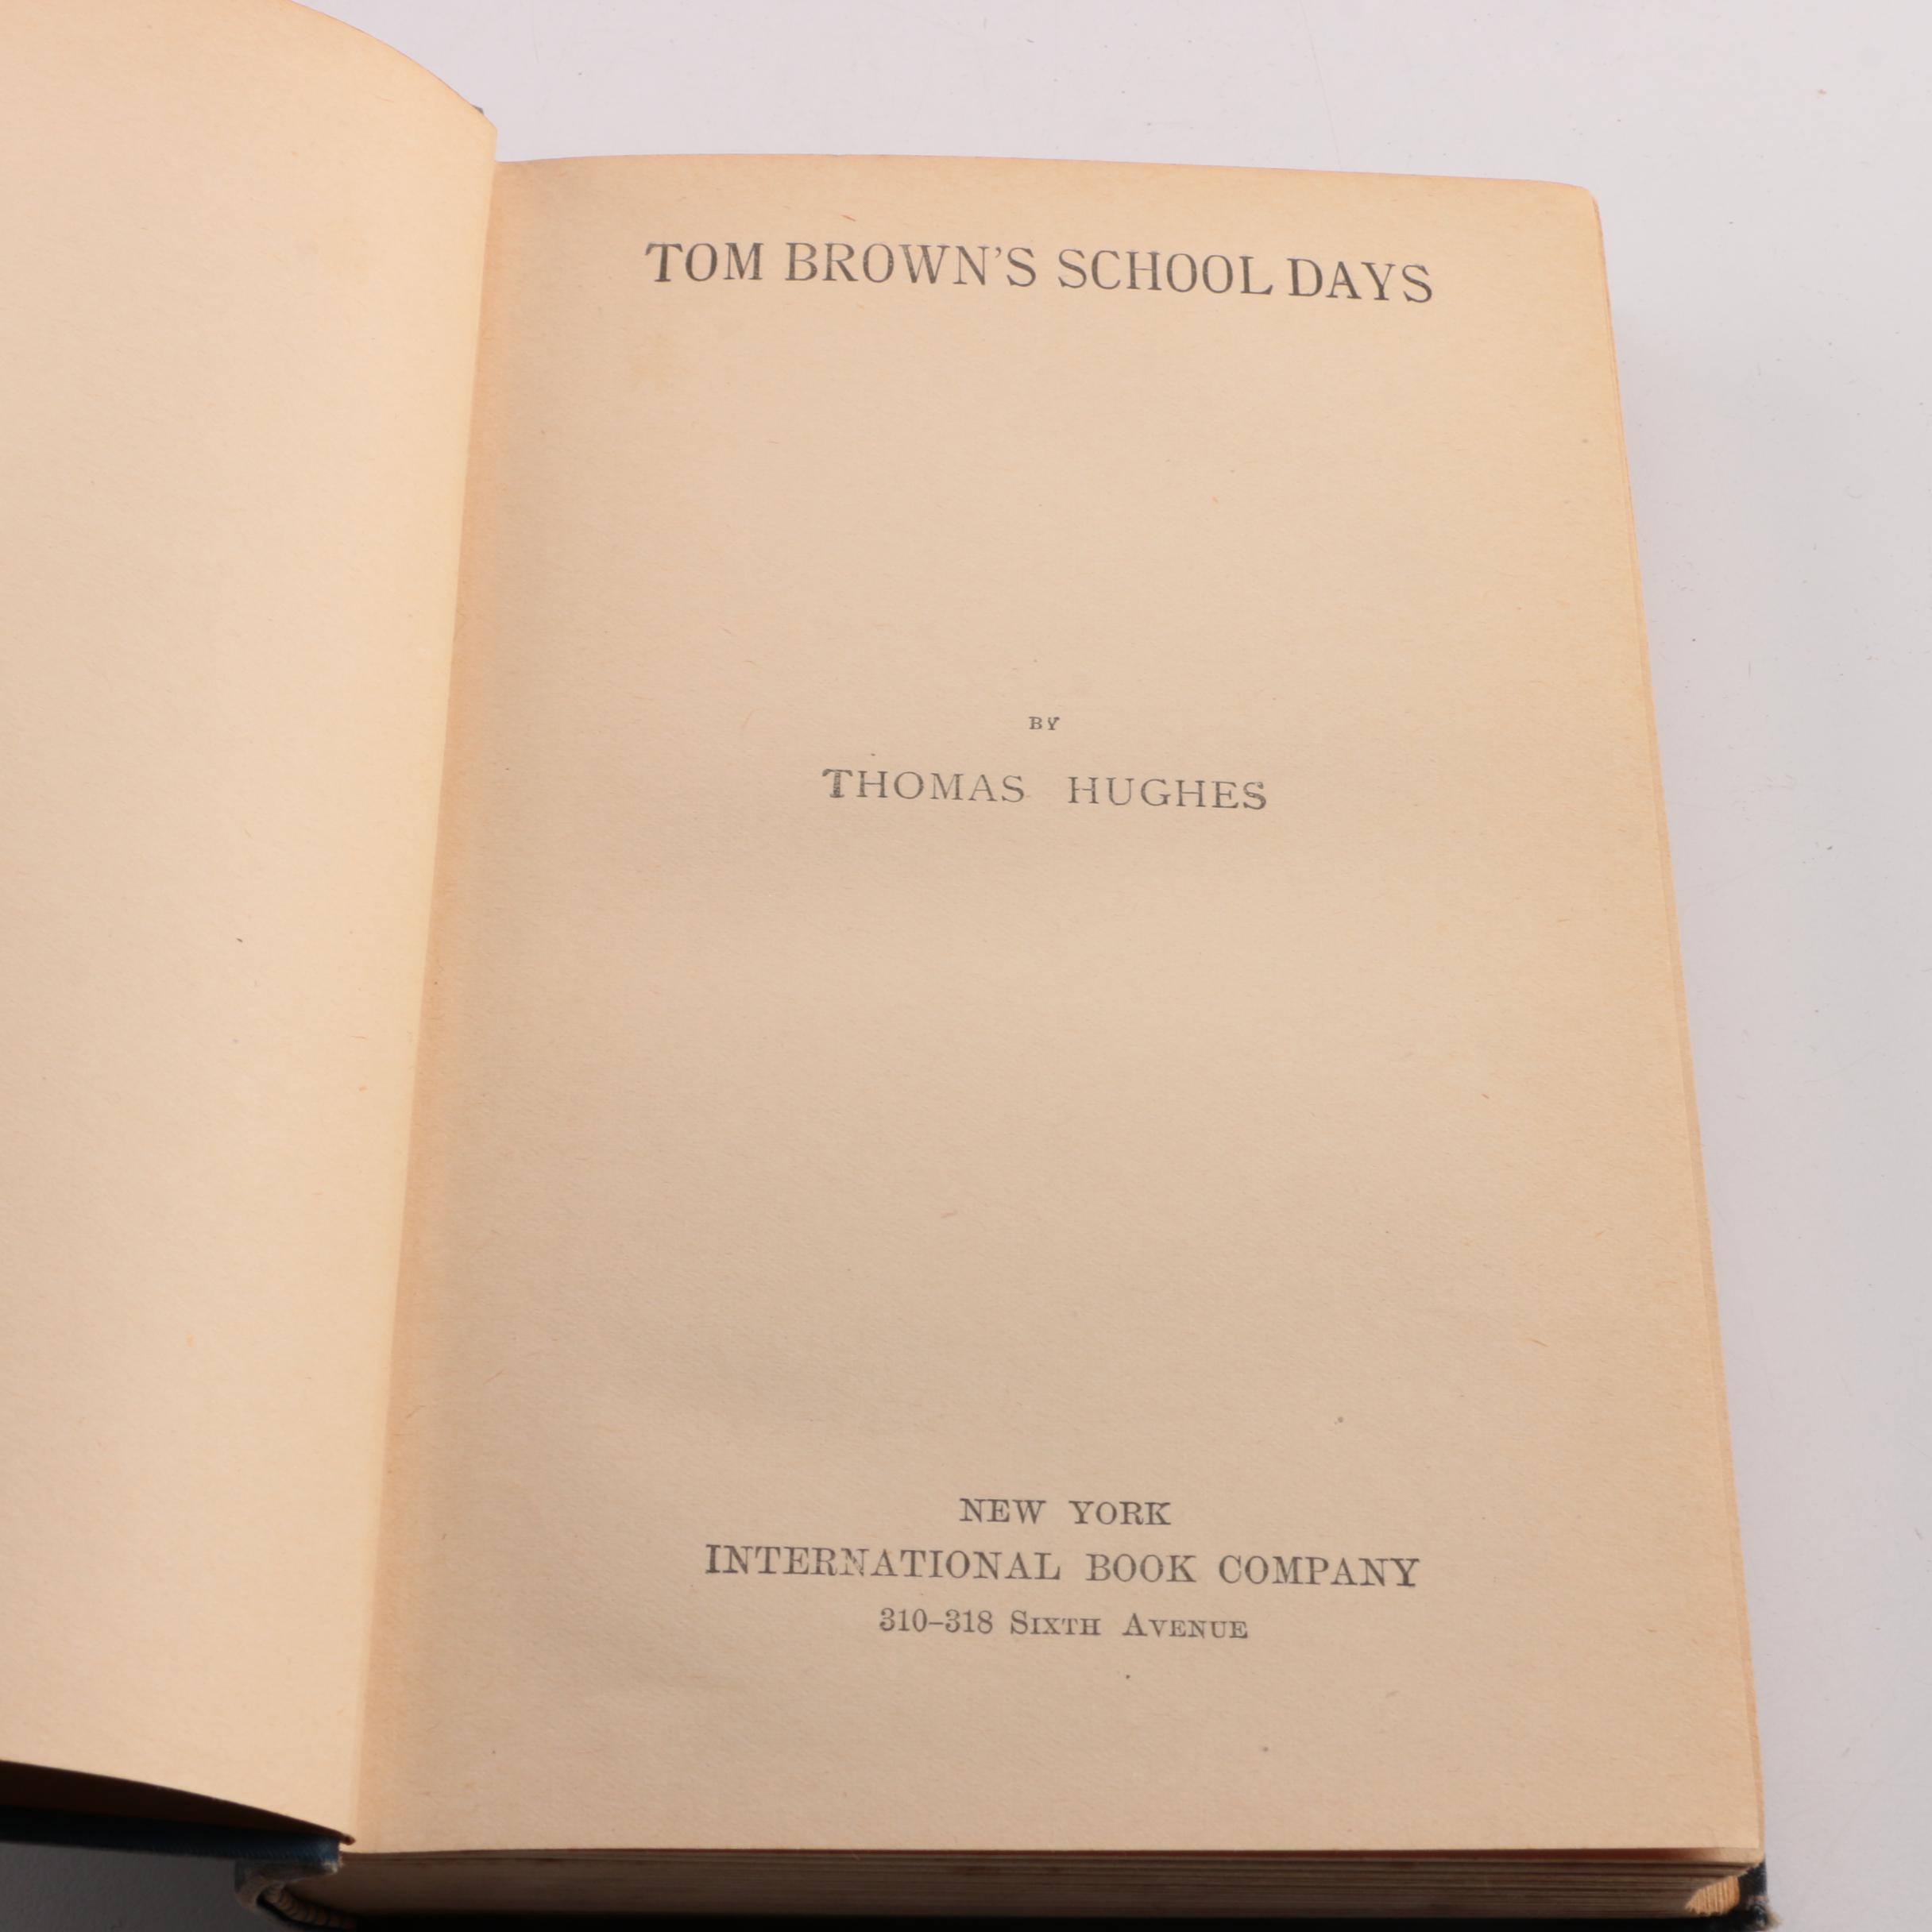 TOM BROWN'S SCHOOL DAYS
BY
THOMAS HUGHES
NEW YORK
INTERNATIONAL BOOK COMPANY
310–318 SIXTH AVENUE